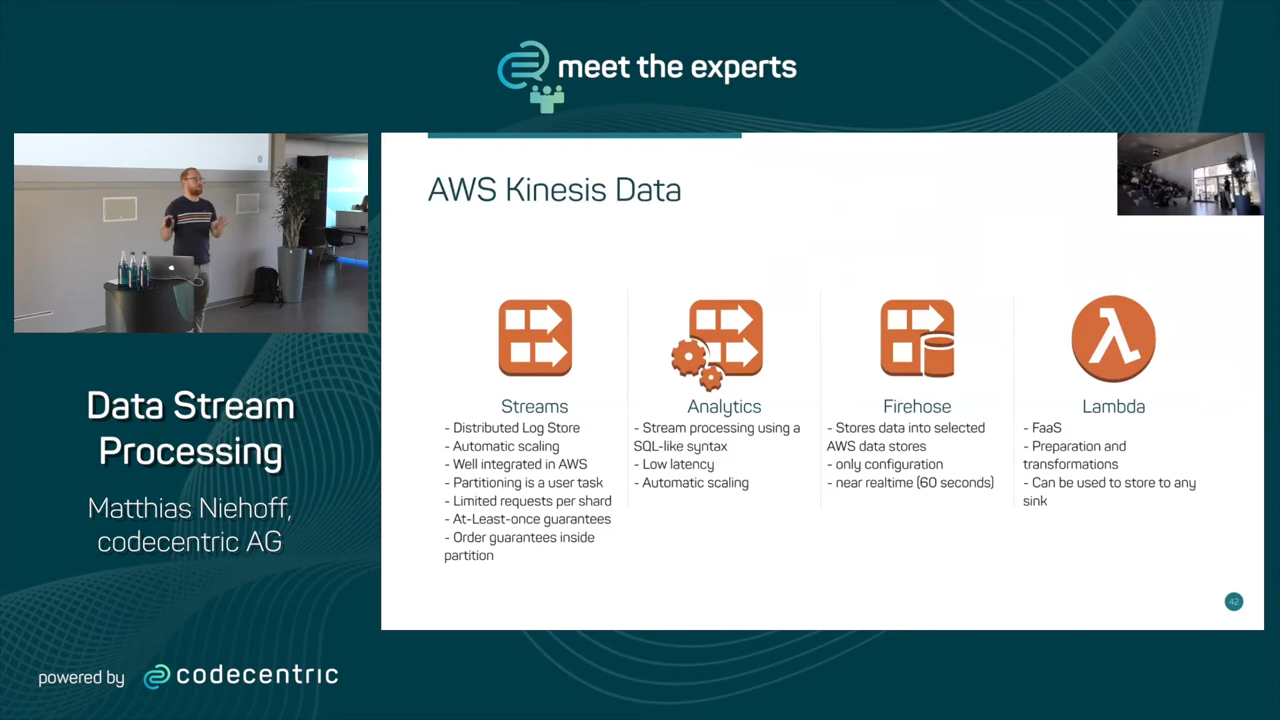 meet the experts
AWS Kinesis Data
Streams
- Distributed Log Store
- Automatic scaling
- Well integrated in AWS
- Partitioning is a user task
- Limited requests per shard
- At-Least-once guarantees
- Order guarantees inside
partition
Analytics
- Stream processing using a
SQL-like syntax
- Low latency
- Automatic scaling
Firehose
- Stores data into selected
AWS data stores
- only configuration
- near realtime (60 seconds)
Lambda
- FaaS
- Preparation and
transformations
- Can be used to store to any
sink
42
Data Stream
Processing
Matthias Niehoff,
codecentric AG
powered by codecentric